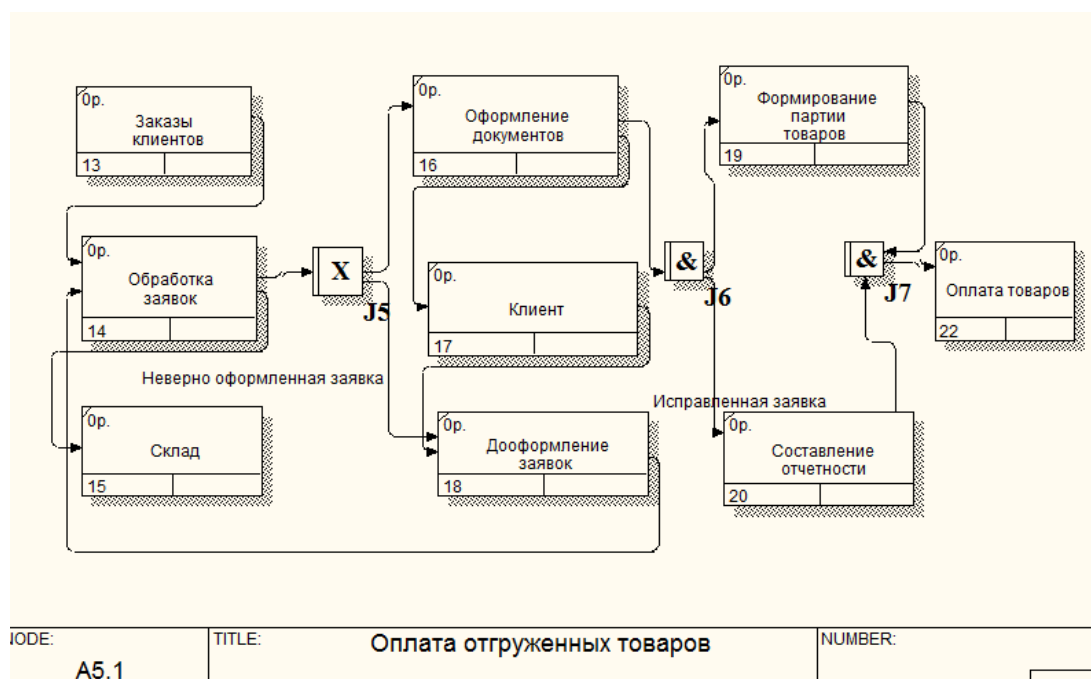 0р.
Заказы
клиентов
13
0р.
Оформление
документов
16
0р.
Формирование
партии
товаров
19
0р.
Обработка
заявок
14
X
J5
0р.
Клиент
17
&
J6
&
J7
0р.
Оплата товаров
22
Неверно оформленная заявка
Исправленная заявка
0р.
Склад
15
0р.
Дооформление
заявок
18
0р.
Составление
отчетности
20
NODE:
A5.1
TITLE:
Оплата отгруженных товаров
NUMBER: